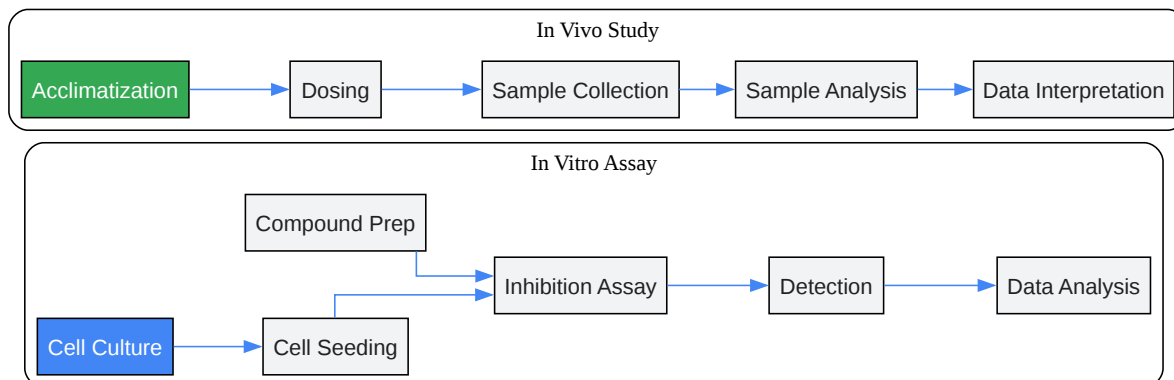 In Vivo Study
Acclimatization
Dosing
Sample Collection
Sample Analysis
Data Interpretation
In Vitro Assay
Compound Prep
Inhibition Assay
Detection
Data Analysis
Cell Culture
Cell Seeding